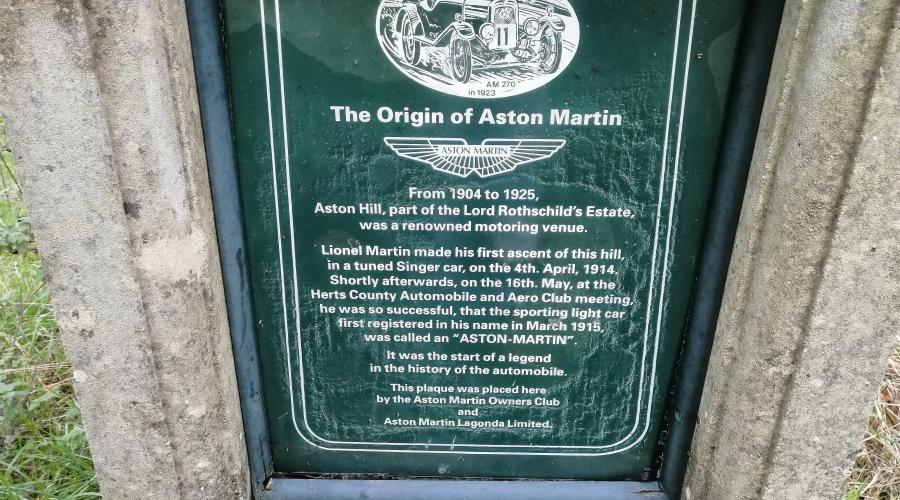 11
AM 270
in 1923
The Origin of Aston Martin
ASTON MARTIN
From 1904 to 1925,
Aston Hill, part of the Lord Rothschild's Estate,
was a renowned motoring venue.
Lionel Martin made his first ascent of this hill,
in a tuned Singer car, on the 4th. April, 1914.
Shortly afterwards, on the 16th. May, at the
Herts County Automobile and Aero Club meeting,
he was so successful, that the sporting light car
first registered in his name in March 1915,
was called an "ASTON-MARTIN".
It was the start of a legend
in the history of the automobile.
This plaque was placed here
by the Aston Martin Owners Club
and
Aston Martin Lagonda Limited.